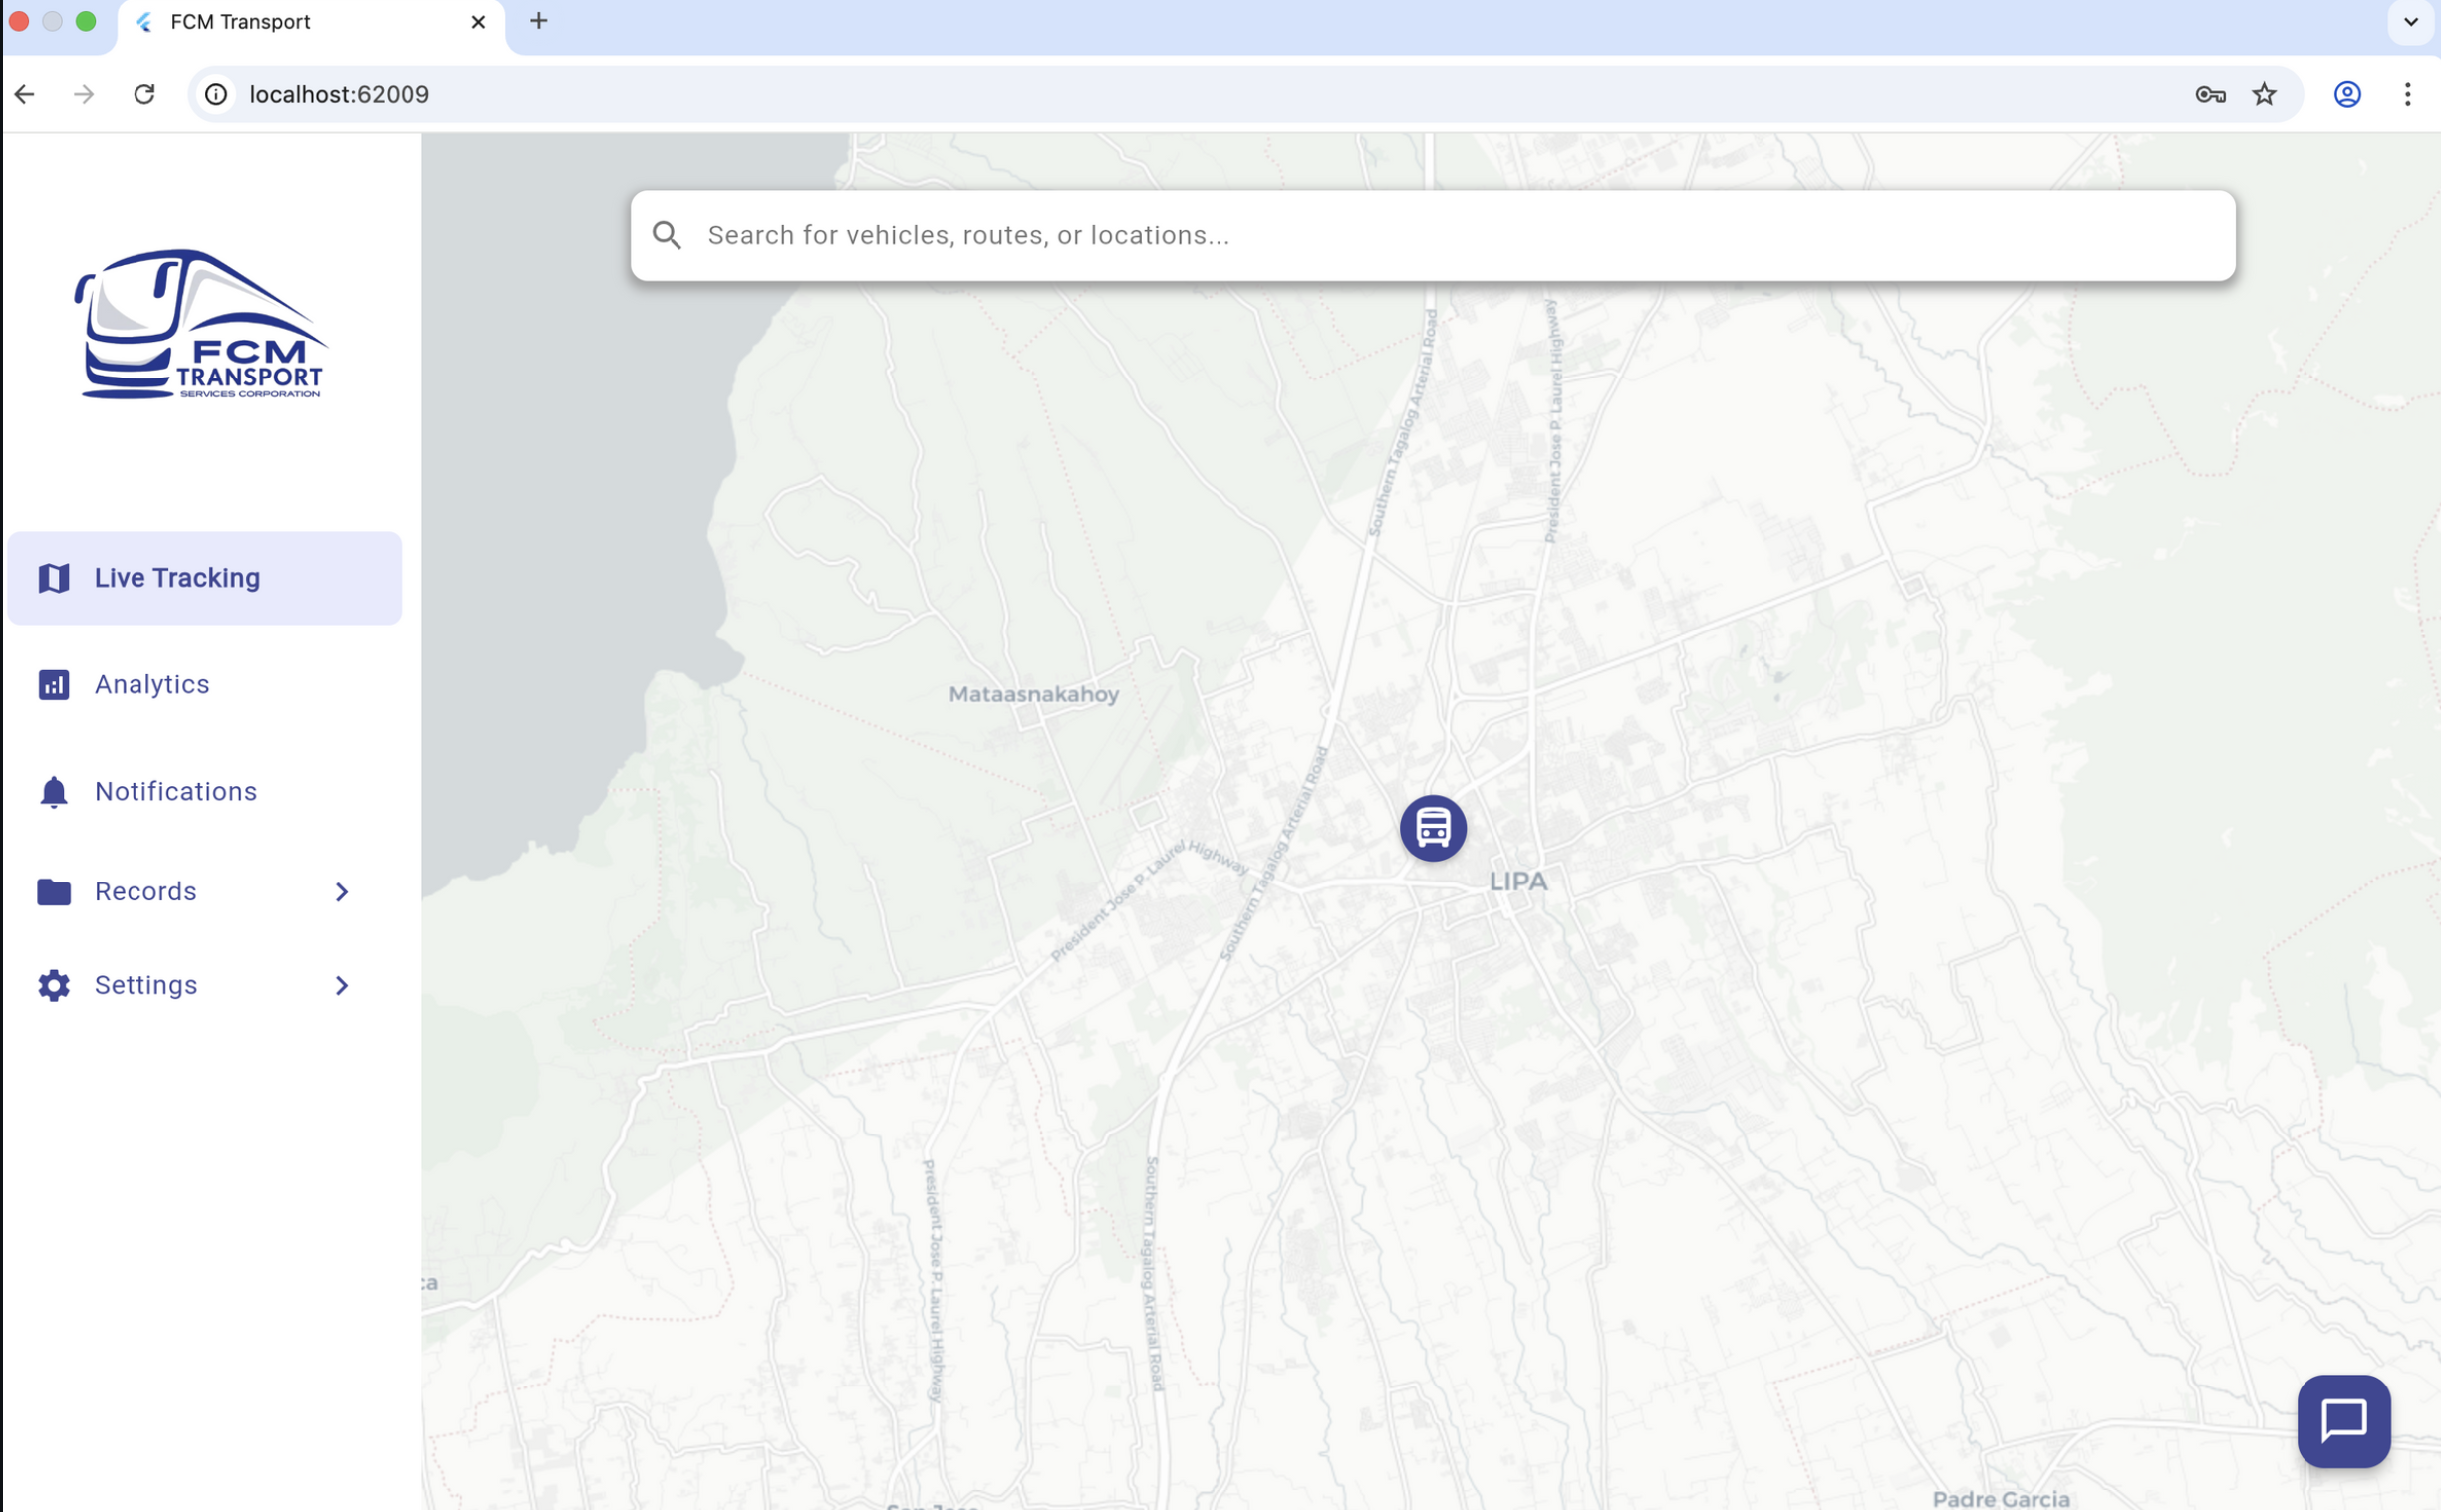 FCM Transport
localhost:62009
FCM
TRANSPORT
SERVICES CORPORATION
Search for vehicles, routes, or locations...
Live Tracking
Analytics
Notifications
Records
Settings
Southern Tagalog Arterial Road
President Jose P. Laurel Highway
Mataasnakahoy
Southern Tagalog Arterial Road
President Jose P. Laurel Highway
LIPA
President Jose P. Laurel Highway
Southern Tagalog Arterial Road
Padre Garcia